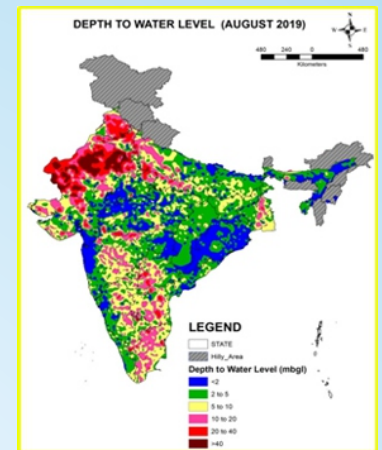 DEPTH TO WATER LEVEL (AUGUST 2019)
N
W E
S
480 240 0 480
Kilometers
LEGEND
STATE
Hilly_Area
Depth to Water Level (mbgl)
<2
2 to 5
5 to 10
10 to 20
20 to 40
>40